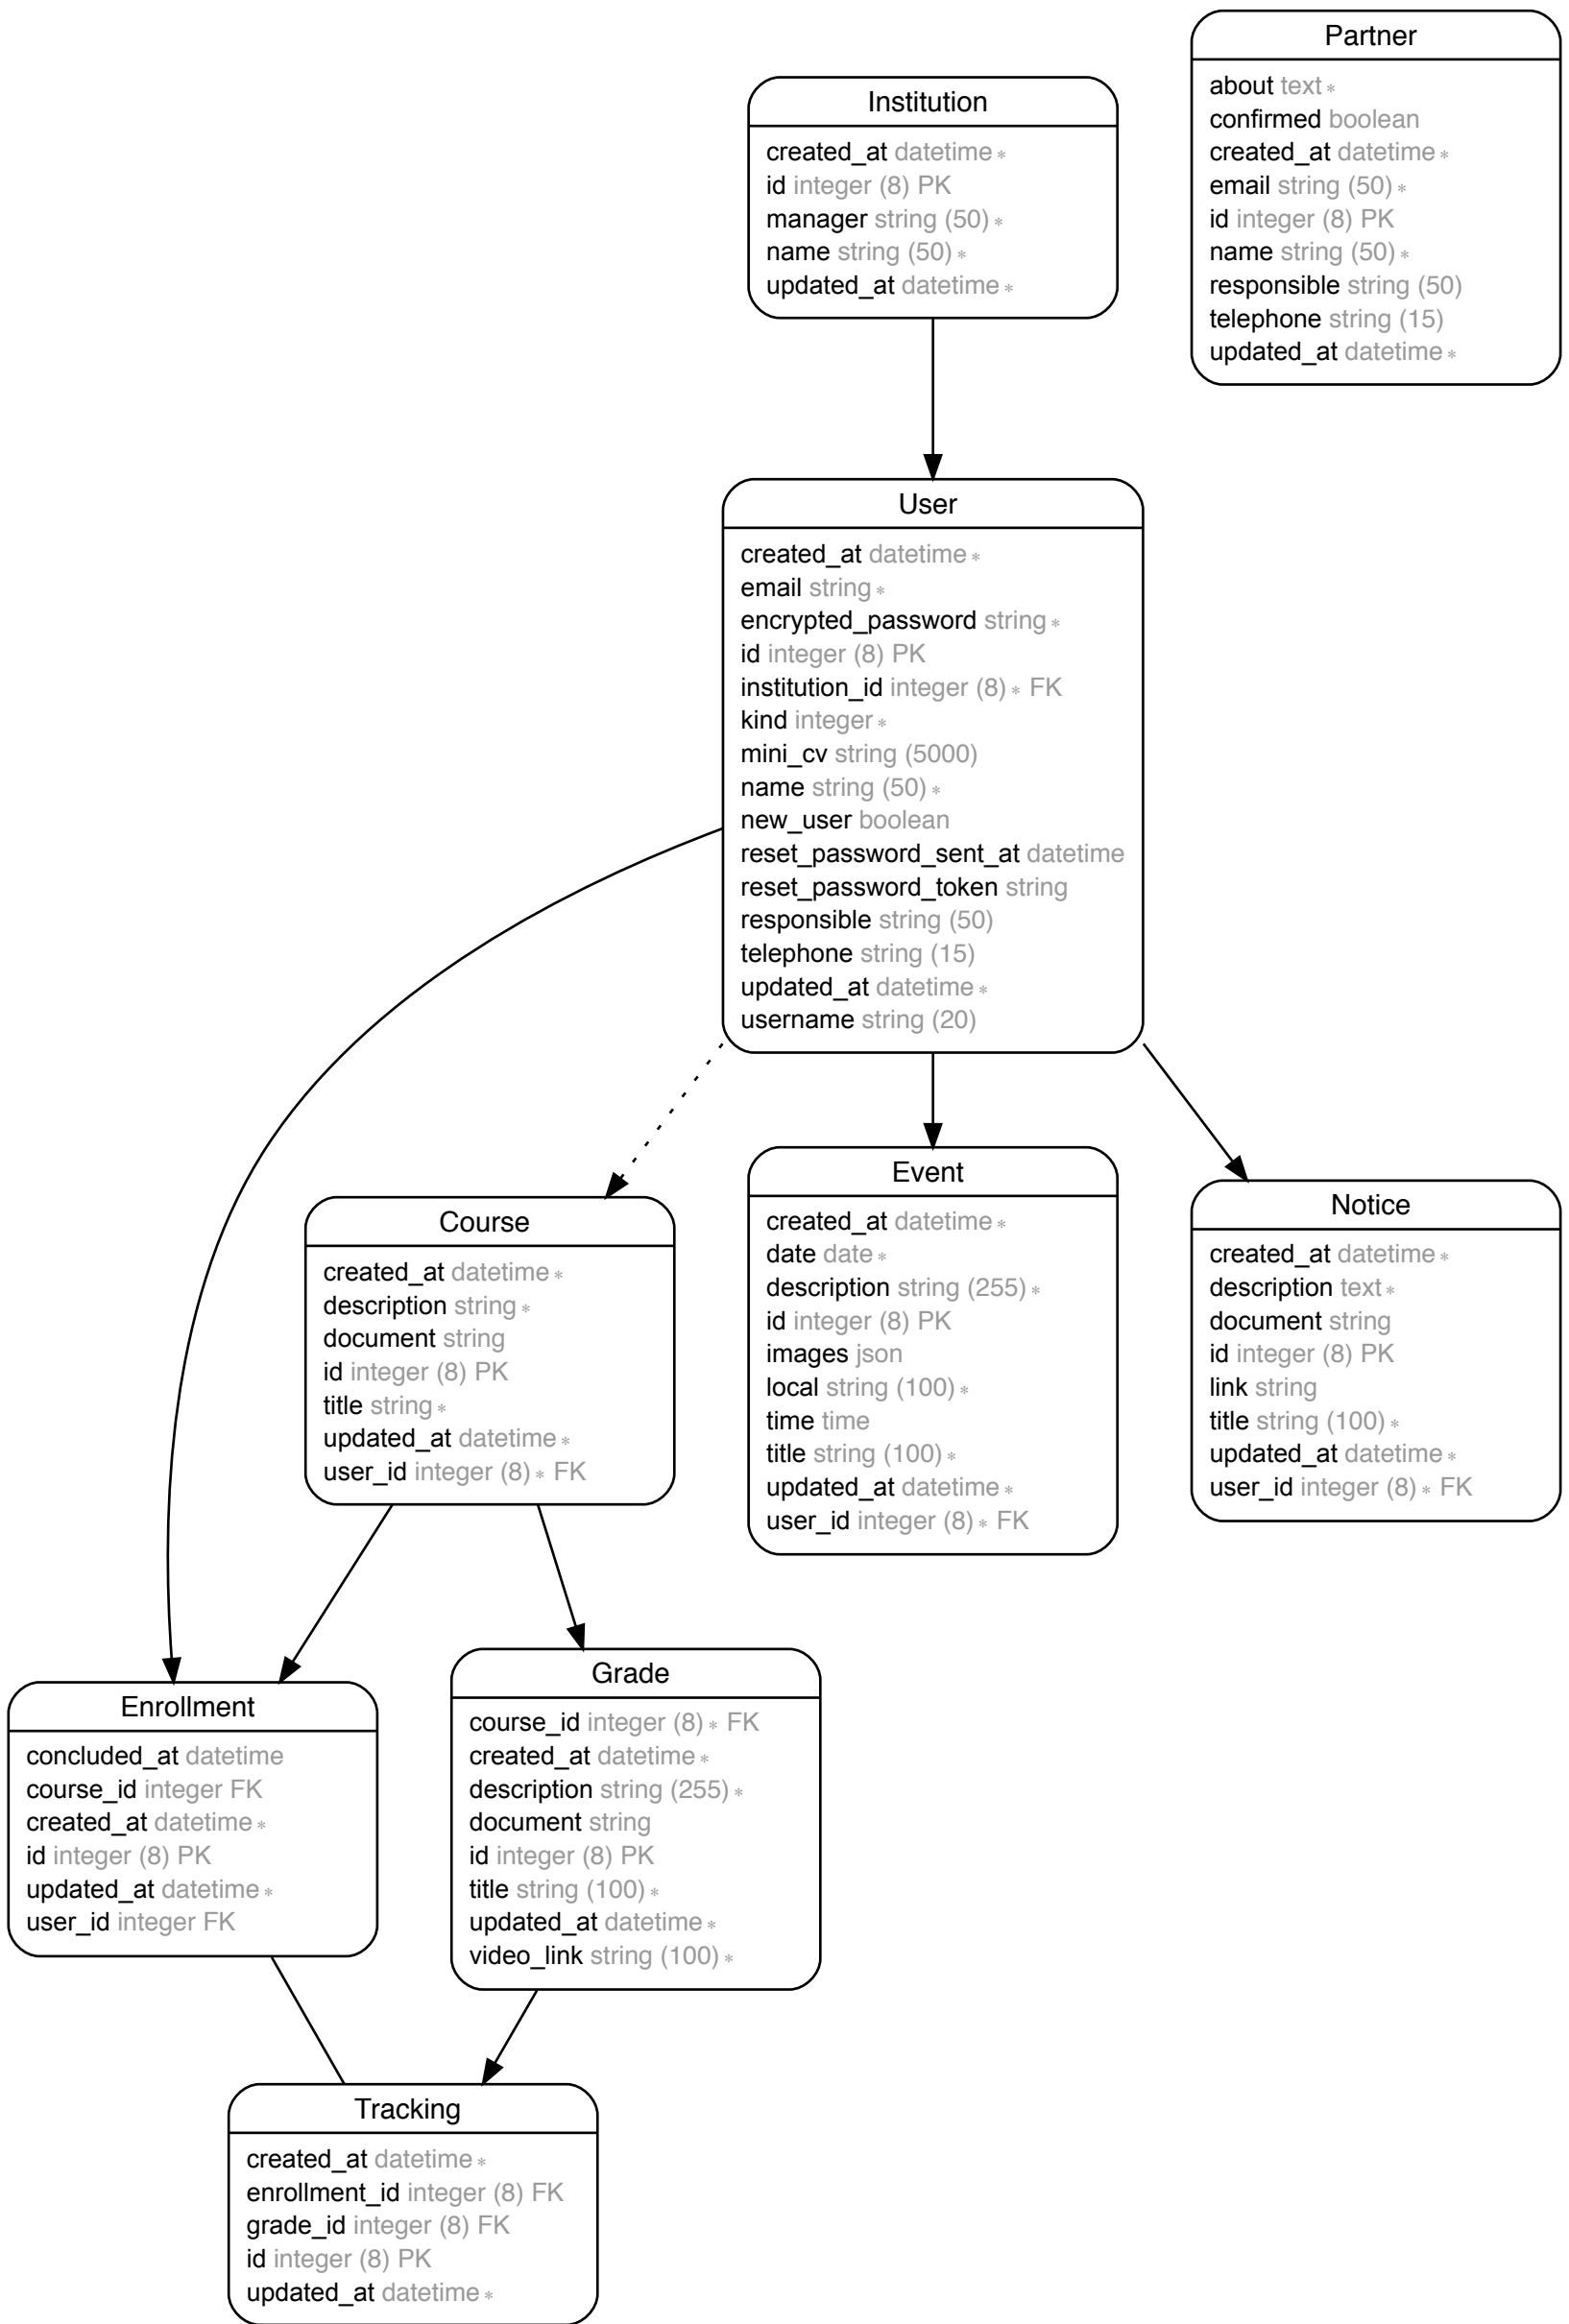 Partner
about text ∗
confirmed boolean
created_at datetime ∗
email string (50) ∗
id integer (8) PK
name string (50) ∗
responsible string (50)
telephone string (15)
updated_at datetime ∗
Institution
created_at datetime ∗
id integer (8) PK
manager string (50) ∗
name string (50) ∗
updated_at datetime ∗
User
created_at datetime ∗
email string ∗
encrypted_password string ∗
id integer (8) PK
institution_id integer (8) ∗ FK
kind integer ∗
mini_cv string (5000)
name string (50) ∗
new_user boolean
reset_password_sent_at datetime
reset_password_token string
responsible string (50)
telephone string (15)
updated_at datetime ∗
username string (20)
Course
created_at datetime ∗
description string ∗
document string
id integer (8) PK
title string ∗
updated_at datetime ∗
user_id integer (8) ∗ FK
Event
created_at datetime ∗
date date ∗
description string (255) ∗
id integer (8) PK
images json
local string (100) ∗
time time
title string (100) ∗
updated_at datetime ∗
user_id integer (8) ∗ FK
Notice
created_at datetime ∗
description text ∗
document string
id integer (8) PK
link string
title string (100) ∗
updated_at datetime ∗
user_id integer (8) ∗ FK
Enrollment
concluded_at datetime
course_id integer FK
created_at datetime ∗
id integer (8) PK
updated_at datetime ∗
user_id integer FK
Grade
course_id integer (8) ∗ FK
created_at datetime ∗
description string (255) ∗
document string
id integer (8) PK
title string (100) ∗
updated_at datetime ∗
video_link string (100) ∗
Tracking
created_at datetime ∗
enrollment_id integer (8) FK
grade_id integer (8) FK
id integer (8) PK
updated_at datetime ∗